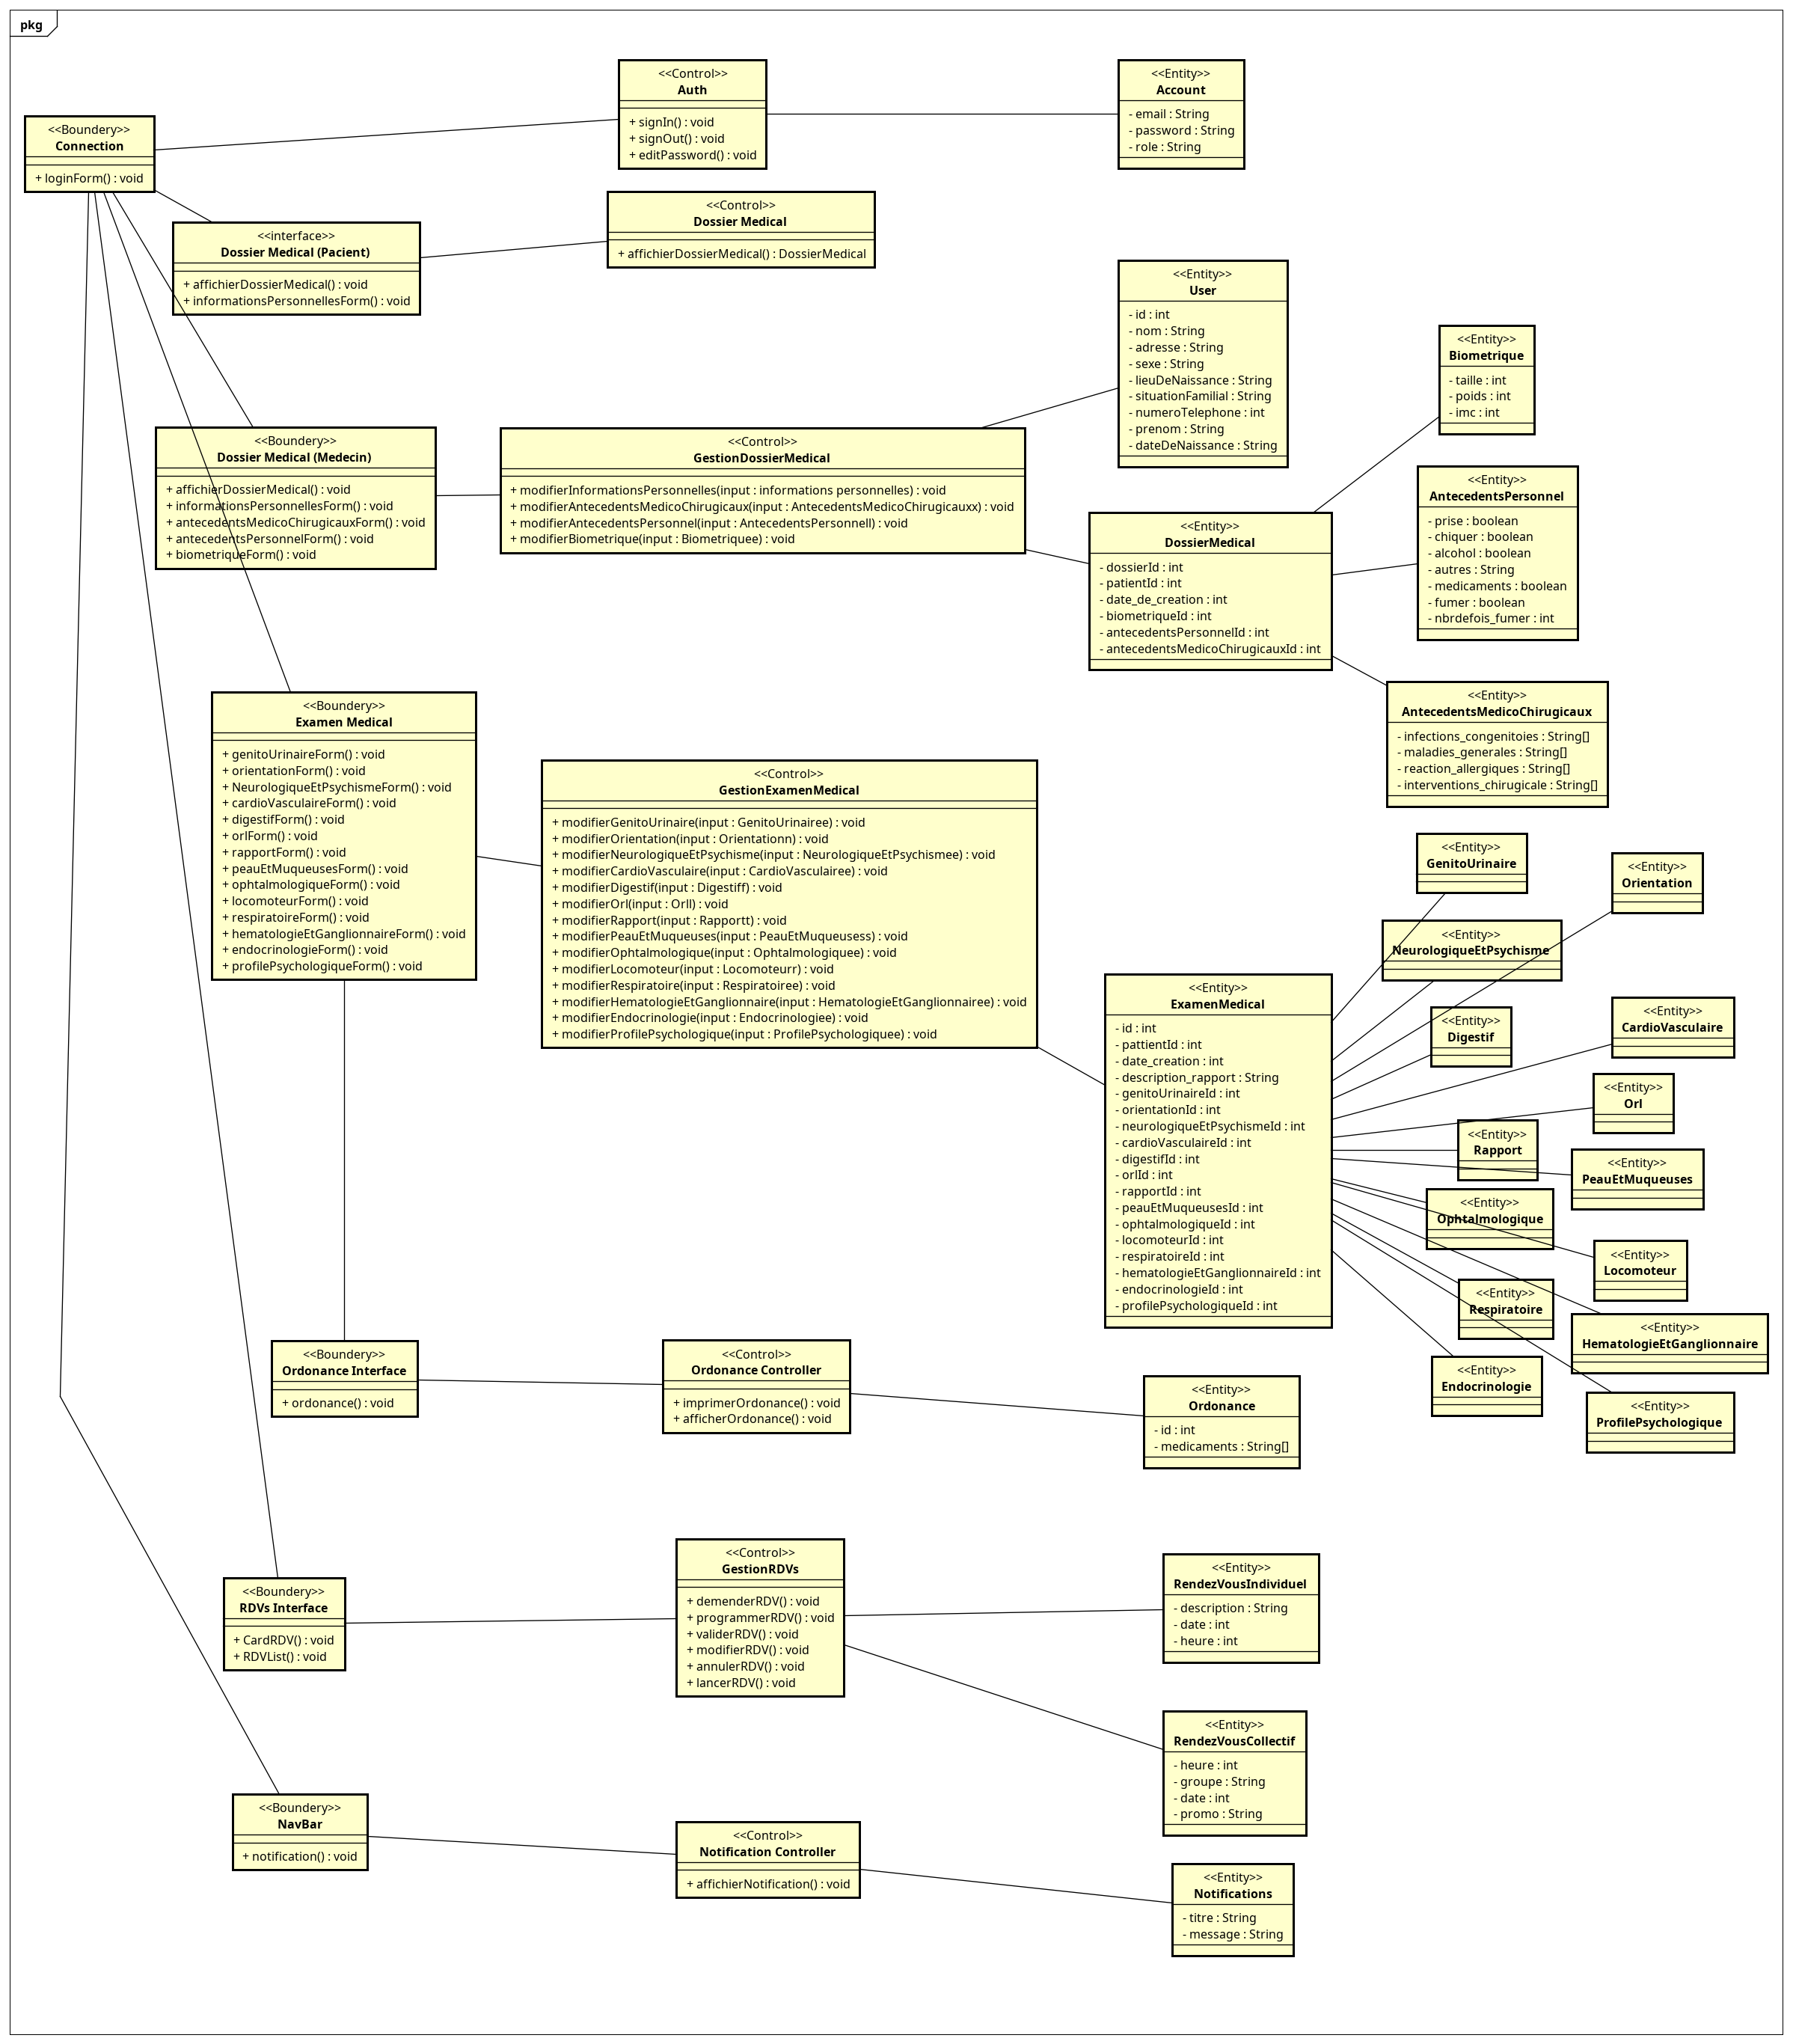 pkg
<<Boundery>>
Connection
+ loginForm() : void
<<Control>>
Auth
+ signIn() : void
+ signOut() : void
+ editPassword() : void
<<Entity>>
Account
- email : String
- password : String
- role : String
<<interface>>
Dossier Medical (Pacient)
+ affichierDossierMedical() : void
+ informationsPersonnellesForm() : void
<<Control>>
Dossier Medical
+ affichierDossierMedical() : DossierMedical
<<Entity>>
User
- id : int
- nom : String
- adresse : String
- sexe : String
- lieuDeNaissance : String
- situationFamilial : String
- numeroTelephone : int
- prenom : String
- dateDeNaissance : String
<<Entity>>
Biometrique
- taille : int
- poids : int
- imc : int
<<Boundery>>
Dossier Medical (Medecin)
+ affichierDossierMedical() : void
+ informationsPersonnellesForm() : void
+ antecedentsMedicoChirugicauxForm() : void
+ antecedentsPersonnelForm() : void
+ biometriqueForm() : void
<<Control>>
GestionDossierMedical
+ modifierInformationsPersonnelles(input : informations personnelles) : void
+ modifierAntecedentsMedicoChirugicaux(input : AntecedentsMedicoChirugicauxx) : void
+ modifierAntecedentsPersonnel(input : AntecedentsPersonnell) : void
+ modifierBiometrique(input : Biometriquee) : void
<<Entity>>
DossierMedical
- dossierId : int
- patientId : int
- date_de_creation : int
- biometriqueId : int
- antecedentsPersonnelId : int
- antecedentsMedicoChirugicauxId : int
<<Entity>>
AntecedentsPersonnel
- prise : boolean
- chiquer : boolean
- alcohol : boolean
- autres : String
- medicaments : boolean
- fumer : boolean
- nbrdefois_fumer : int
<<Entity>>
AntecedentsMedicoChirugicaux
- infections_congenitoies : String[]
- maladies_generales : String[]
- reaction_allergiques : String[]
- interventions_chirugicale : String[]
<<Boundery>>
Examen Medical
+ genitoUrinaireForm() : void
+ orientationForm() : void
+ NeurologiqueEtPsychismeForm() : void
+ cardioVasculaireForm() : void
+ digestifForm() : void
+ orlForm() : void
+ rapportForm() : void
+ peauEtMuqueusesForm() : void
+ ophtalmologiqueForm() : void
+ locomoteurForm() : void
+ respiratoireForm() : void
+ hematologieEtGanglionnaireForm() : void
+ endocrinologieForm() : void
+ profilePsychologiqueForm() : void
<<Control>>
GestionExamenMedical
+ modifierGenitoUrinaire(input : GenitoUrinairee) : void
+ modifierOrientation(input : Orientationn) : void
+ modifierNeurologiqueEtPsychisme(input : NeurologiqueEtPsychismee) : void
+ modifierCardioVasculaire(input : CardioVasculairee) : void
+ modifierDigestif(input : Digestiff) : void
+ modifierOrl(input : Orll) : void
+ modifierRapport(input : Rapportt) : void
+ modifierPeauEtMuqueuses(input : PeauEtMuqueusess) : void
+ modifierOphtalmologique(input : Ophtalmologiquee) : void
+ modifierLocomoteur(input : Locomoteurr) : void
+ modifierRespiratoire(input : Respiratoiree) : void
+ modifierHematologieEtGanglionnaire(input : HematologieEtGanglionnairee) : void
+ modifierEndocrinologie(input : Endocrinologiee) : void
+ modifierProfilePsychologique(input : ProfilePsychologiquee) : void
<<Entity>>
ExamenMedical
- id : int
- pattientId : int
- date_creation : int
- description_rapport : String
- genitoUrinaireId : int
- orientationId : int
- neurologiqueEtPsychismeId : int
- cardioVasculaireId : int
- digestifId : int
- orlId : int
- rapportId : int
- peauEtMuqueusesId : int
- ophtalmologiqueId : int
- locomoteurId : int
- respiratoireId : int
- hematologieEtGanglionnaireId : int
- endocrinologieId : int
- profilePsychologiqueId : int
<<Entity>>
GenitoUrinaire
<<Entity>>
Orientation
<<Entity>>
NeurologiqueEtPsychisme
<<Entity>>
CardioVasculaire
<<Entity>>
Digestif
<<Entity>>
Orl
<<Entity>>
Rapport
<<Entity>>
PeauEtMuqueuses
<<Entity>>
Ophtalmologique
<<Entity>>
Locomoteur
<<Entity>>
Respiratoire
<<Entity>>
HematologieEtGanglionnaire
<<Entity>>
Endocrinologie
<<Entity>>
ProfilePsychologique
<<Boundery>>
Ordonance Interface
+ ordonance() : void
<<Control>>
Ordonance Controller
+ imprimerOrdonance() : void
+ afficherOrdonance() : void
<<Entity>>
Ordonance
- id : int
- medicaments : String[]
<<Boundery>>
RDVs Interface
+ CardRDV() : void
+ RDVList() : void
<<Control>>
GestionRDVs
+ demenderRDV() : void
+ programmerRDV() : void
+ validerRDV() : void
+ modifierRDV() : void
+ annulerRDV() : void
+ lancerRDV() : void
<<Entity>>
RendezVousIndividuel
- description : String
- date : int
- heure : int
<<Entity>>
RendezVousCollectif
- heure : int
- groupe : String
- date : int
- promo : String
<<Boundery>>
NavBar
+ notification() : void
<<Control>>
Notification Controller
+ affichierNotification() : void
<<Entity>>
Notifications
- titre : String
- message : String